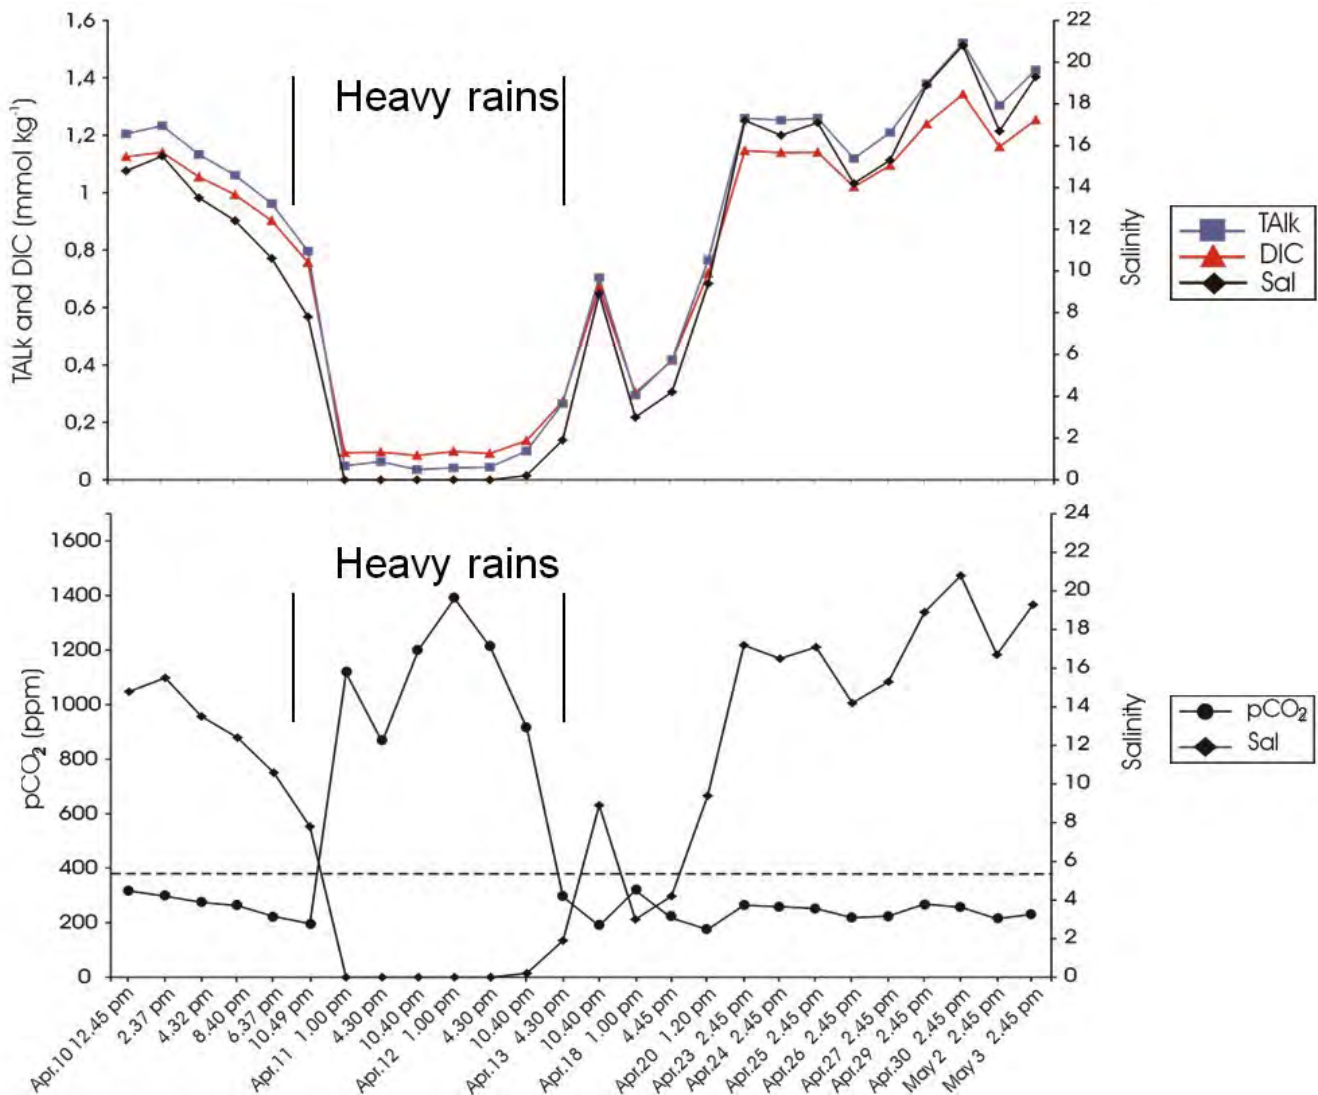 1,6
1,4
1,2
1
0,8
0,6
0,4
0,2
0
TALk and DIC (mmol kg-1)
Heavy rains
22
20
18
16
14
12
10
8
6
4
2
0
Salinity
TAlk
DIC
Sal
1600
1400
1200
1000
800
600
400
200
0
pCO2 (ppm)
Heavy rains
24
22
20
18
16
14
12
10
8
6
4
2
0
Salinity
pCO2
Sal
Apr.10 12.45 pm
2.37 pm
4.32 pm
8.40 pm
6.37 pm
10.49 pm
Apr.11 1.00 pm
4.30 pm
10.40 pm
Apr.12 1.00 pm
4.30 pm
10.40 pm
Apr.13 4.30 pm
10.40 pm
Apr.18 1.00 pm
4.45 pm
Apr.20 1.20 pm
Apr.23 2.45 pm
Apr.24 2.45 pm
Apr.25 2.45 pm
Apr.26 2.45 pm
Apr.27 2.45 pm
Apr.29 2.45 pm
Apr.30 2.45 pm
May 2 2.45 pm
May 3 2.45 pm